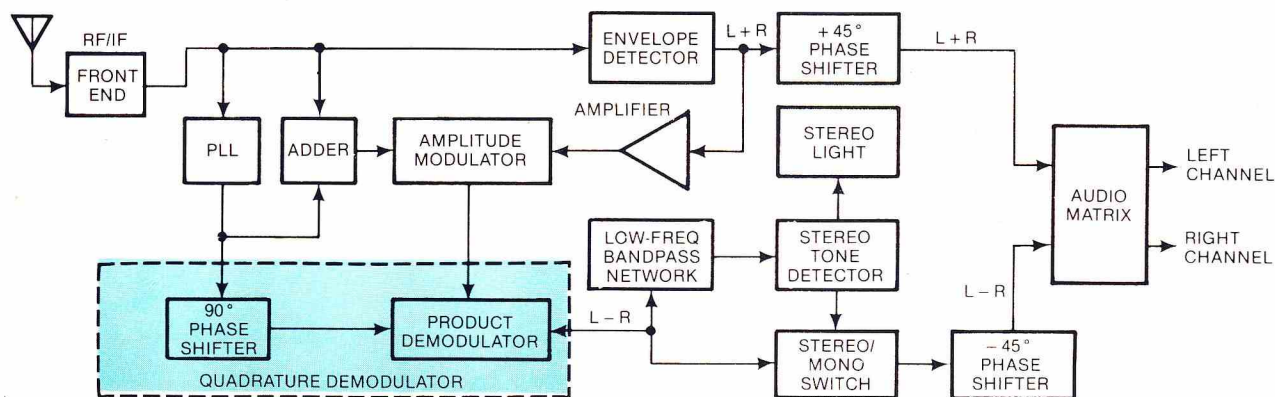 RF/IF
FRONT
END
ENVELOPE
DETECTOR
L+R
+45°
PHASE
SHIFTER
L+R
PLL
ADDER
AMPLITUDE
MODULATOR
AMPLIFIER
STEREO
LIGHT
AUDIO
MATRIX
LEFT
CHANNEL
RIGHT
CHANNEL
LOW-FREQ
BANDPASS
NETWORK
STEREO
TONE
DETECTOR
90°
PHASE
SHIFTER
PRODUCT
DEMODULATOR
L−R
STEREO/
MONO
SWITCH
−45°
PHASE
SHIFTER
L−R
QUADRATURE DEMODULATOR